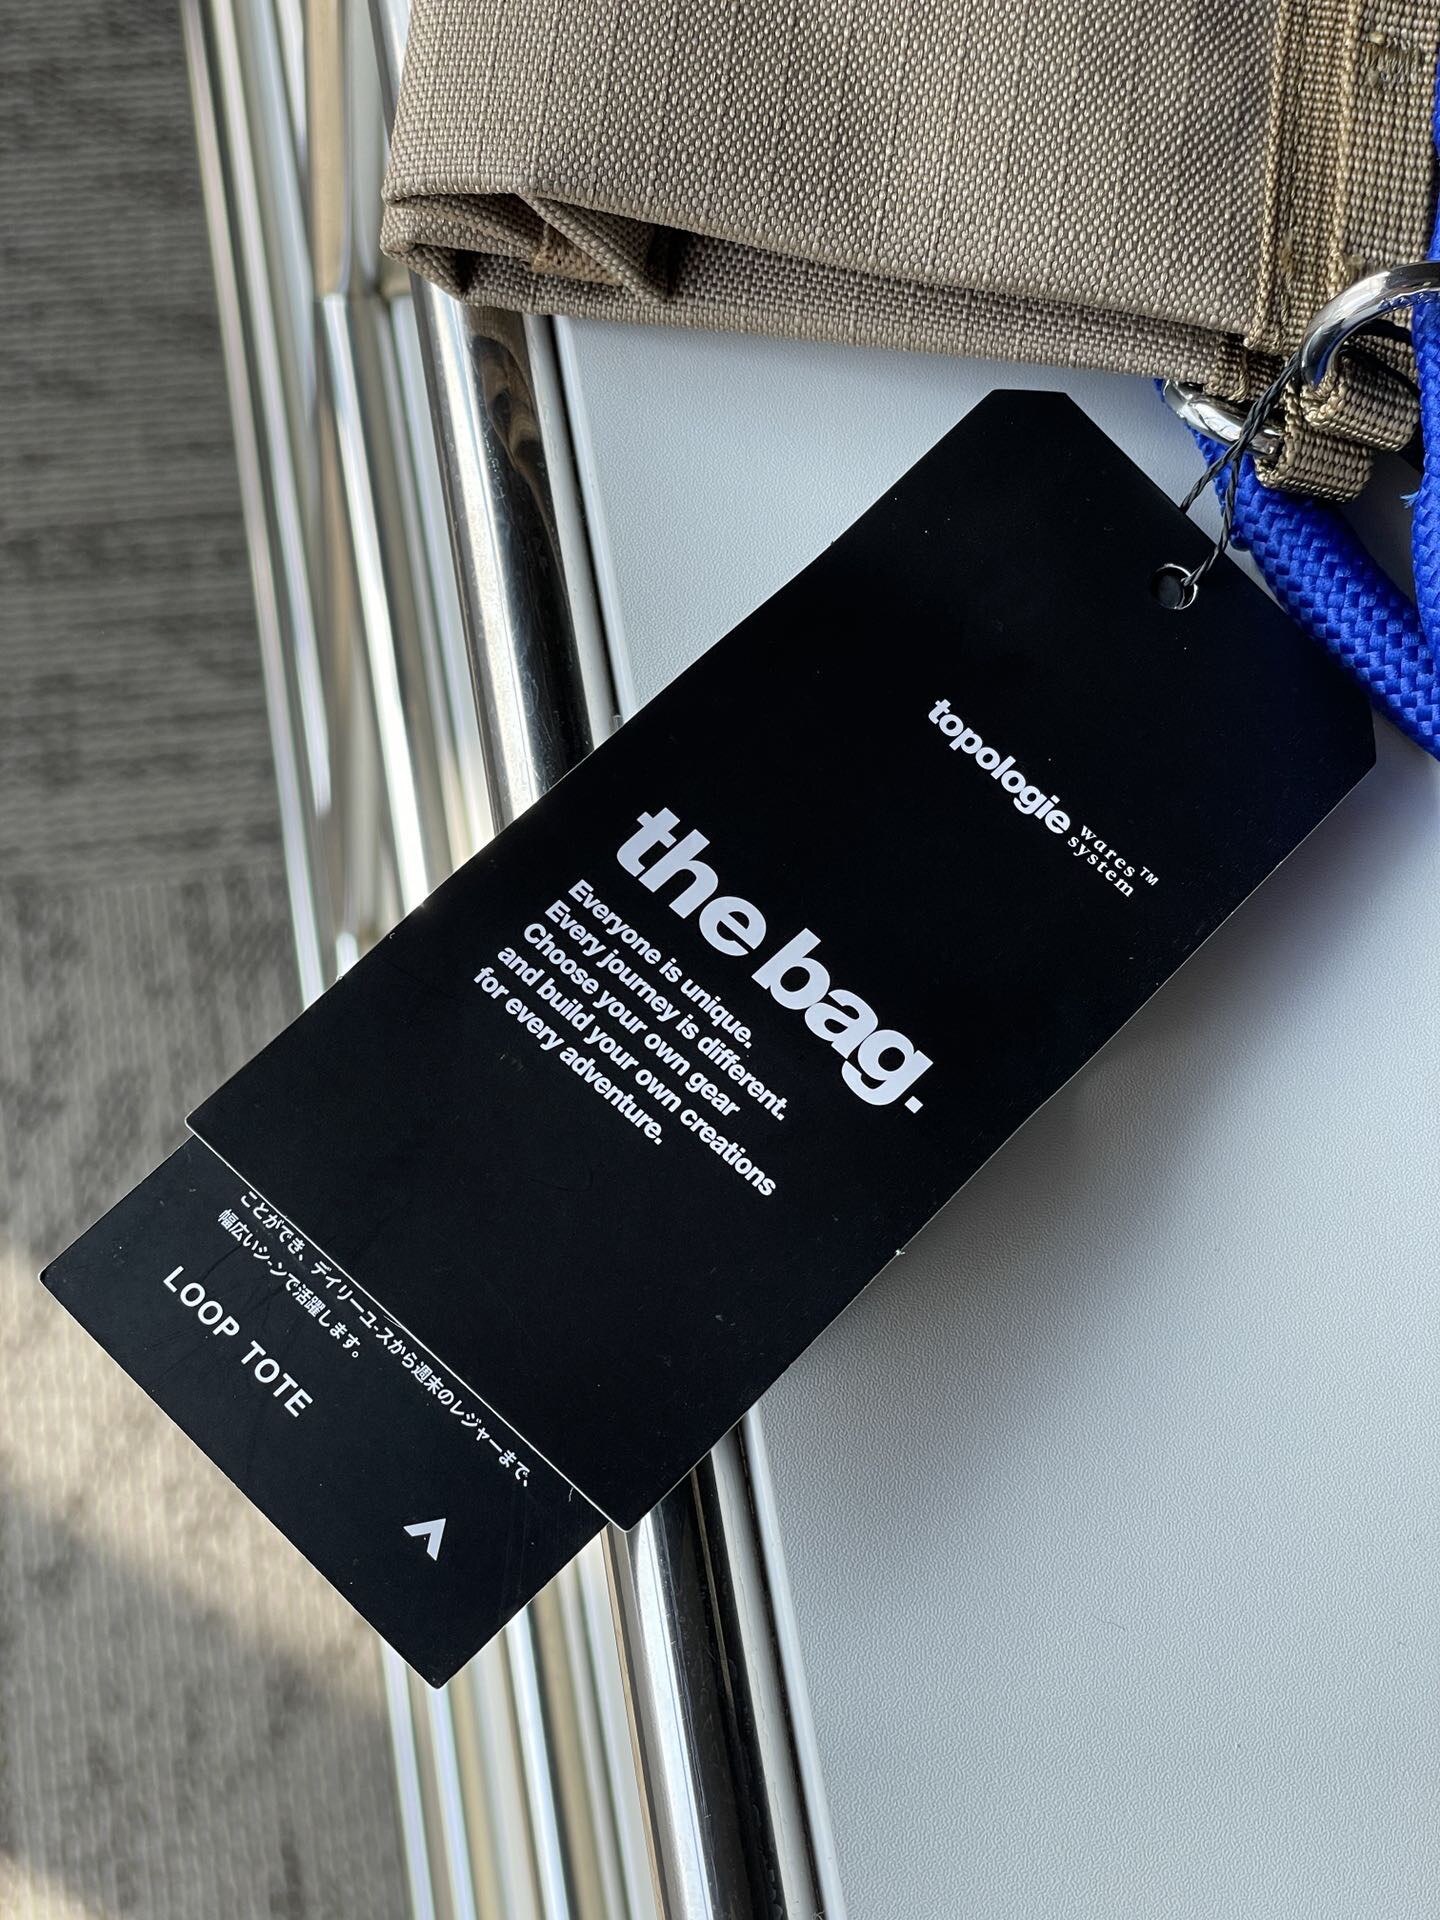 topologie wares system™
the bag.
Everyone is unique.
Every journey is different.
Choose your own gear
and build your own creations
for every adventure.
ことができ、デイリーユースから週末のレジャーまで、
幅広いシーンで活躍します。
LOOP TOTE